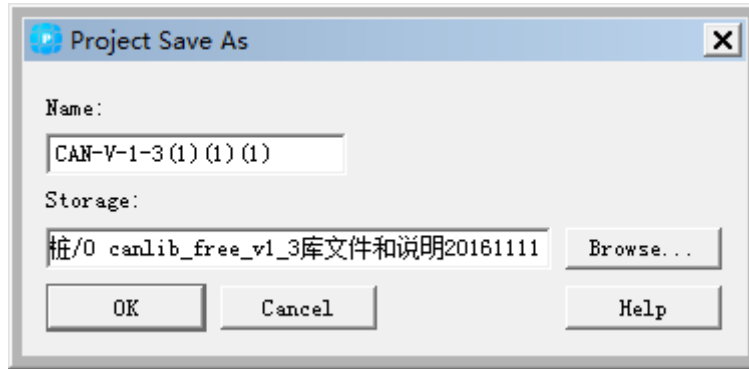 Project Save As
Name:
CAN-V-1-3(1)(1)(1)
Storage:
桩/0 canlib_free_v1_3库文件和说明20161111
Browse...
OK
Cancel
Help